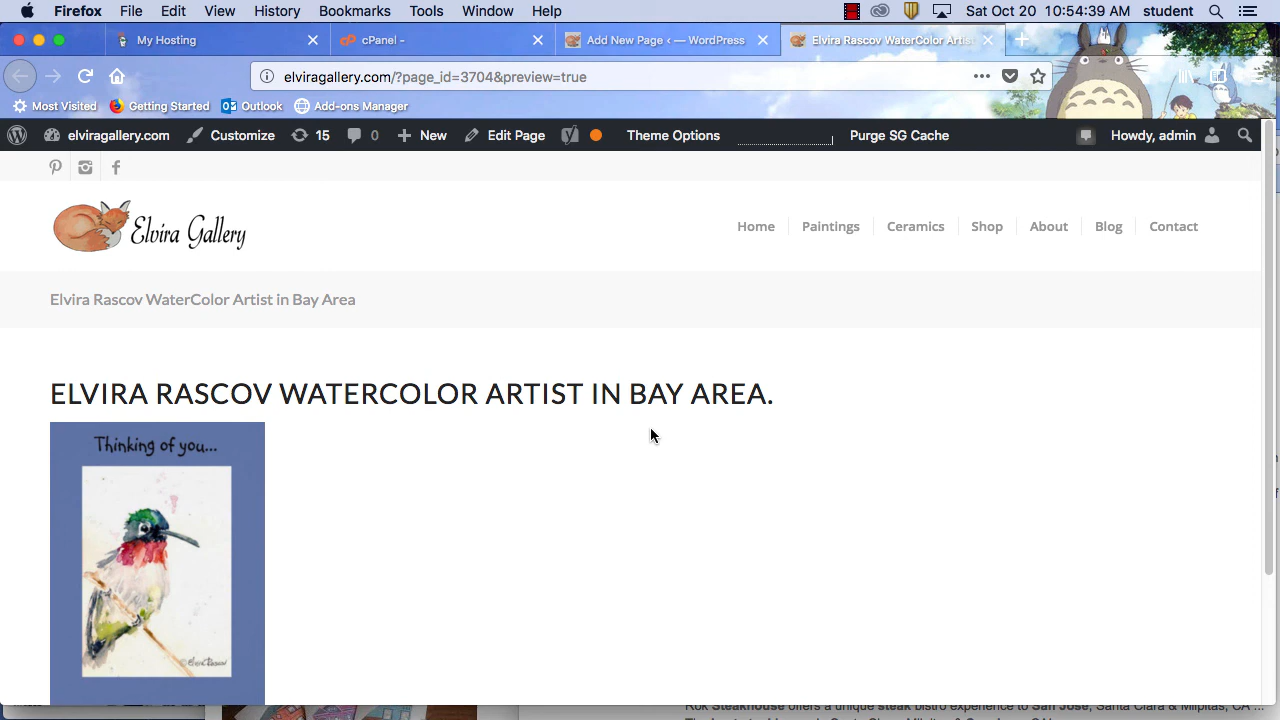 Firefox File Edit View History Bookmarks Tools Window Help Sat Oct 20 10:54:39 AM student
My Hosting cPanel - Add New Page ‹ — WordPress Elvira Rascov WaterColor Artist
elviragallery.com/?page_id=3704&preview=true
Most Visited Getting Started Outlook Add-ons Manager
elviragallery.com Customize 15 0 New Edit Page Theme Options Purge SG Cache Howdy, admin
Elvira Gallery
Home Paintings Ceramics Shop About Blog Contact
Elvira Rascov WaterColor Artist in Bay Area
ELVIRA RASCOV WATERCOLOR ARTIST IN BAY AREA.
Thinking of you...
Rok Steakhouse offers a unique steak bistro experience to San Jose, Santa Clara & Milpitas, CA ...